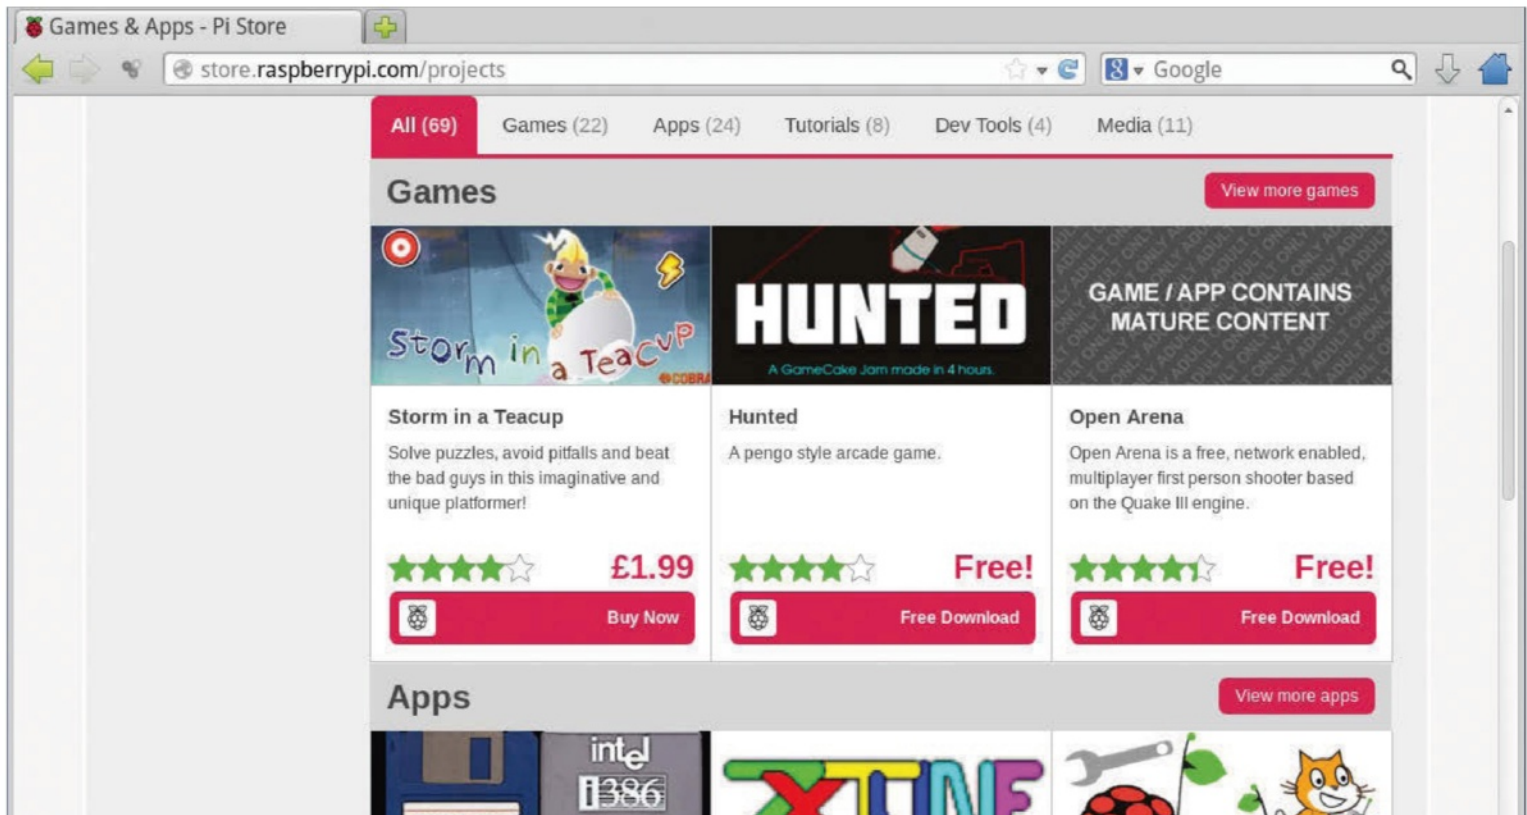 Games & Apps - Pi Store
store.raspberrypi.com/projects
8
Google
All (69)
Games (22)
Apps (24)
Tutorials (8)
Dev Tools (4)
Media (11)
Games
View more games
Storm in a Teacup
COBRA
HUNTED
A GameCake Jam made in 4 hours.
GAME / APP CONTAINS
MATURE CONTENT
Storm in a Teacup
Solve puzzles, avoid pitfalls and beat
the bad guys in this imaginative and
unique platformer!
£1.99
Buy Now
Hunted
A pengo style arcade game.
Free!
Free Download
Open Arena
Open Arena is a free, network enabled,
multiplayer first person shooter based
on the Quake III engine.
Free!
Free Download
Apps
View more apps
intel
i386
XTUNE